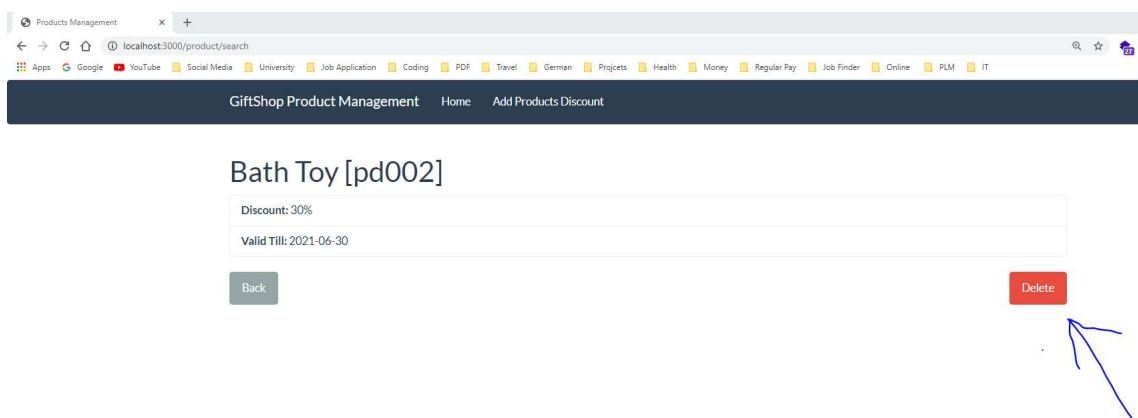 Products Management
localhost:3000/product/search
Apps Google YouTube Social Media University Job Application Coding PDF Travel German Projcets Health Money Regular Pay Job Finder Online PLM IT
27
GiftShop Product Management Home Add Products Discount
Bath Toy [pd002]
Discount: 30%
Valid Till: 2021-06-30
Back Delete